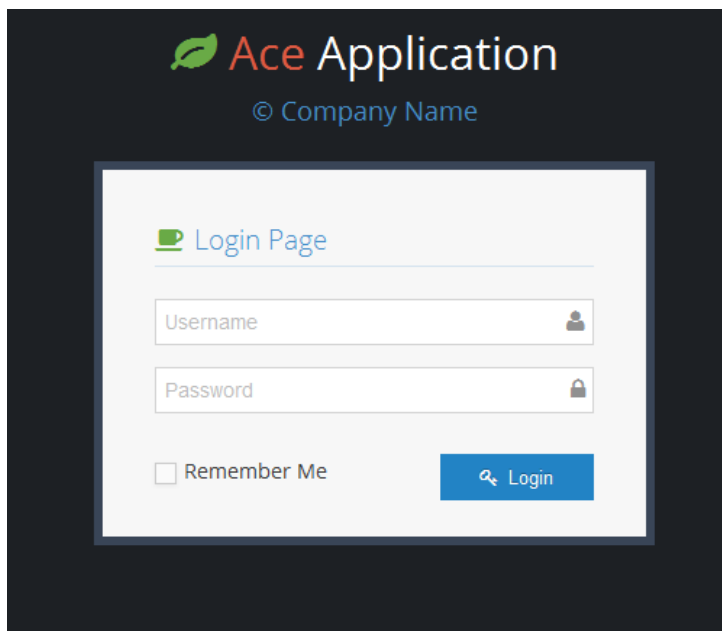 Ace Application
© Company Name
Login Page
Username
Password
Remember Me
Login